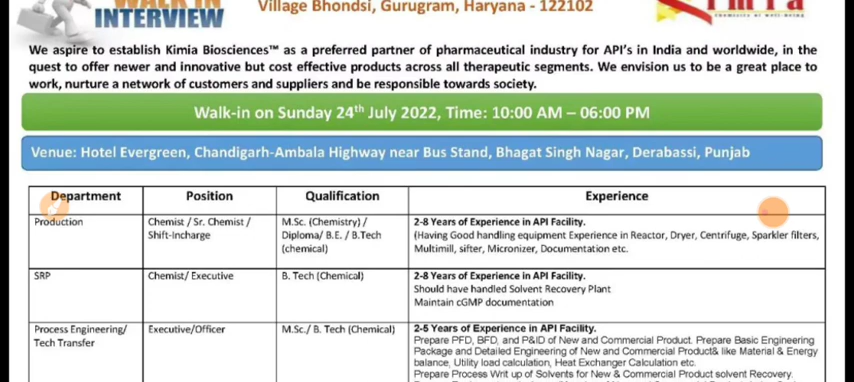 WALK IN
INTERVIEW
Village Bhondsi, Gurugram, Haryana - 122102
We aspire to establish Kimia Biosciences™ as a preferred partner of pharmaceutical industry for API's in India and worldwide, in the
quest to offer newer and innovative but cost effective products across all therapeutic segments. We envision us to be a great place to
work, nurture a network of customers and suppliers and be responsible towards society.
Walk-in on Sunday 24th July 2022, Time: 10:00 AM – 06:00 PM
Venue: Hotel Evergreen, Chandigarh-Ambala Highway near Bus Stand, Bhagat Singh Nagar, Derabassi, Punjab
Department Position Qualification Experience
Production Chemist / Sr. Chemist / M.Sc. (Chemistry) / 2-8 Years of Experience in API Facility.
Shift-Incharge Diploma/ B.E. / B.Tech (Having Good handling equipment Experience in Reactor, Dryer, Centrifuge, Sparkler filters,
(chemical) Multimill, sifter, Micronizer, Documentation etc.
SRP Chemist/ Executive B. Tech (Chemical) 2-8 Years of Experience in API Facility.
Should have handled Solvent Recovery Plant
Maintain cGMP documentation
Process Engineering/ Executive/Officer M.Sc./ B. Tech (Chemical) 2-5 Years of Experience in API Facility.
Tech Transfer Prepare PFD, BFD, and P&ID of New and Commercial Product. Prepare Basic Engineering
Package and Detailed Engineering of New and Commercial Product& like Material & Energy
balance, Utility load calculation, Heat Exchanger Calculation etc.
Prepare Process Writ up of Solvents for New & Commercial Product solvent Recovery.